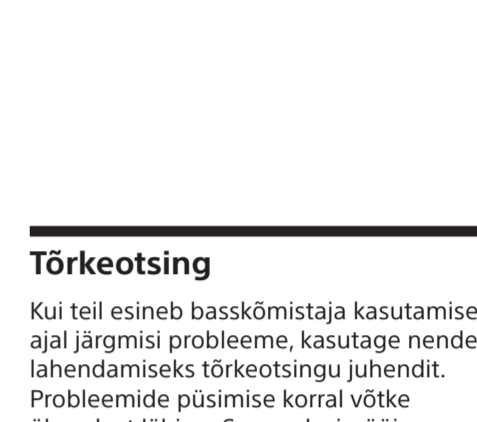 Tõrkeotsing
Kui teil esineb basskõmistaja kasutamise
ajal järgmisi probleeme, kasutage nende
lahendamiseks tõrkeotsingu juhendit.
Probleemide püsimise korral võtke